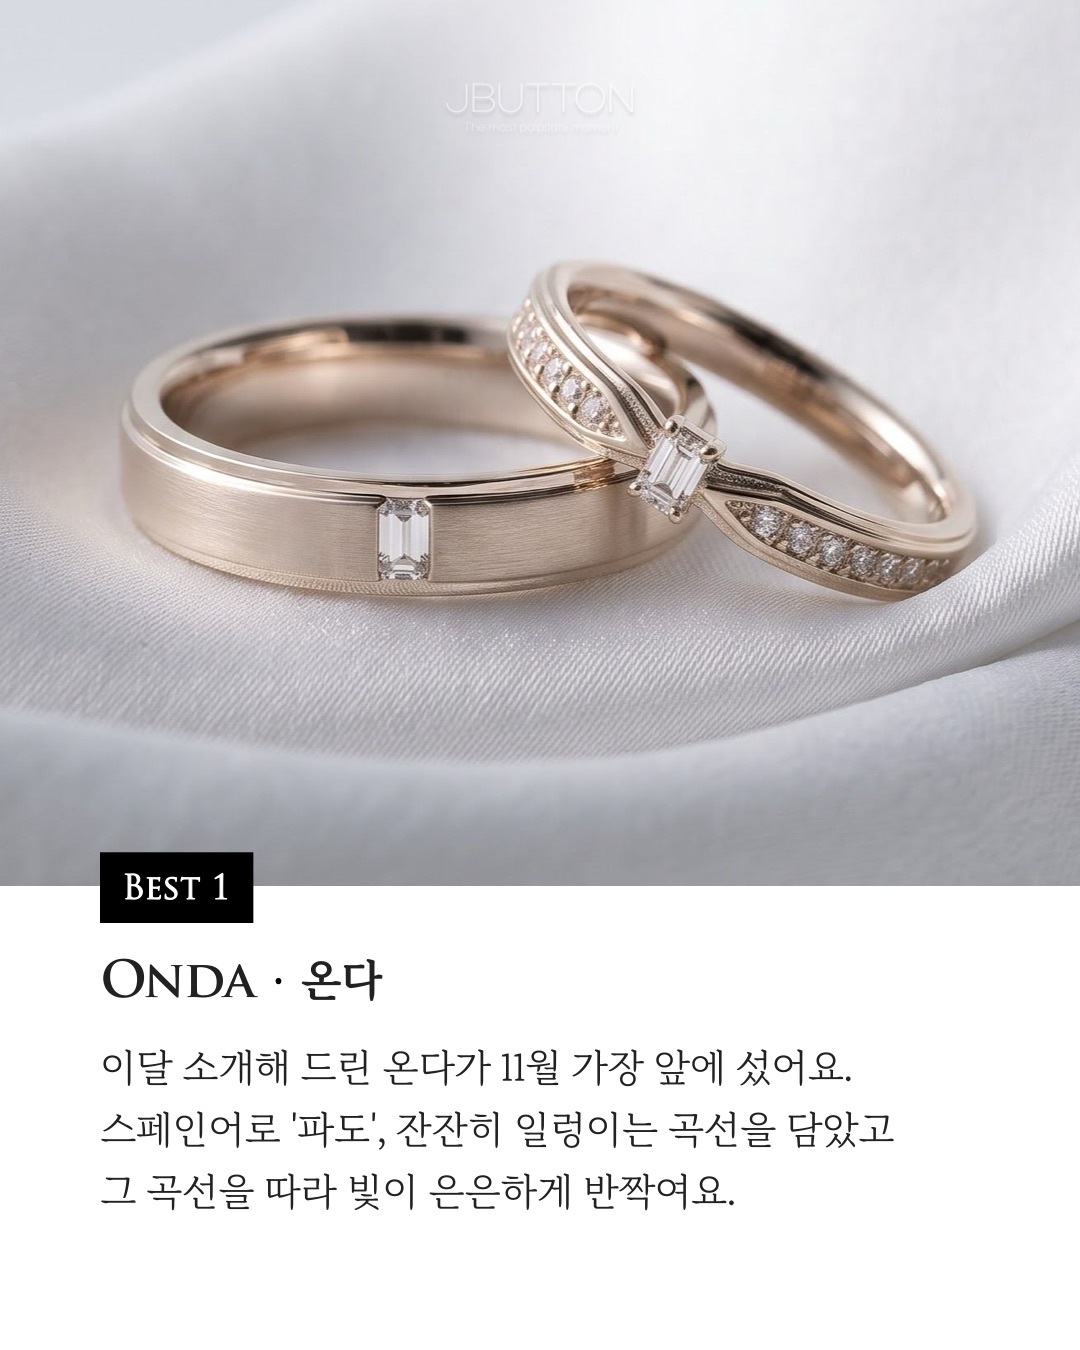 JBUTTON
BEST 1
ONDA · 온다
이달 소개해 드린 온다가 11월 가장 앞에 섰어요.
스페인어로 '파도', 잔잔히 일렁이는 곡선을 담았고
그 곡선을 따라 빛이 은은하게 반짝여요.